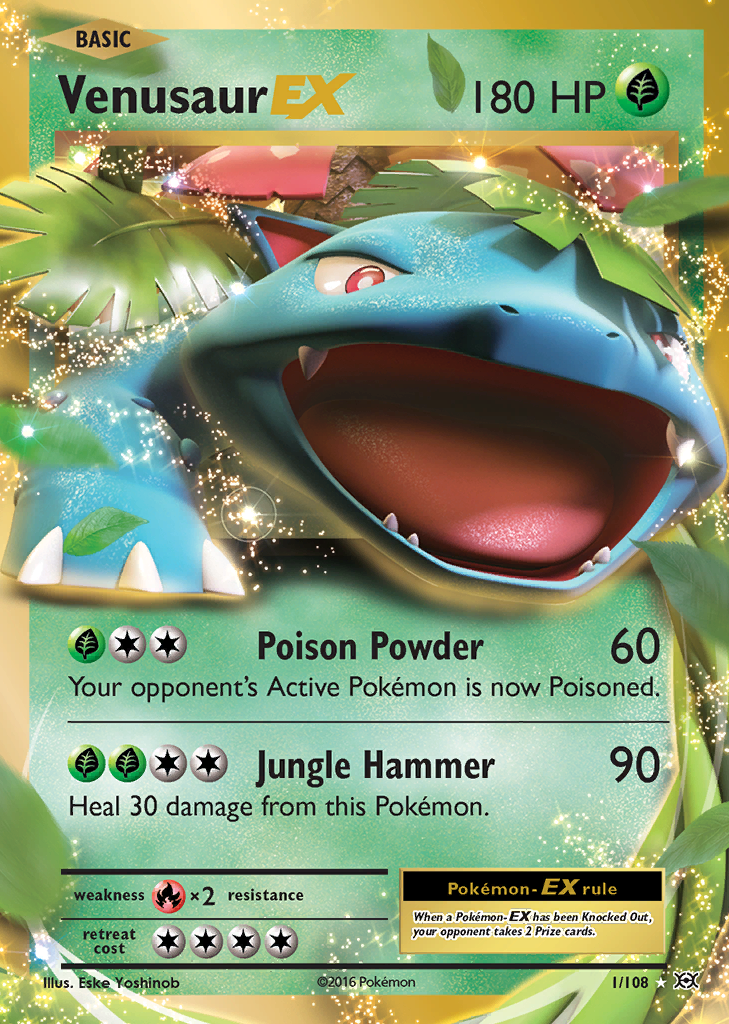 BASIC
Venusaur EX 180 HP
Poison Powder 60
Your opponent's Active Pokémon is now Poisoned.
Jungle Hammer 90
Heal 30 damage from this Pokémon.
weakness ×2 resistance
retreat
cost
Pokémon-EX rule
When a Pokémon-EX has been Knocked Out,
your opponent takes 2 Prize cards.
Illus. Eske Yoshinob ©2016 Pokémon 1/108